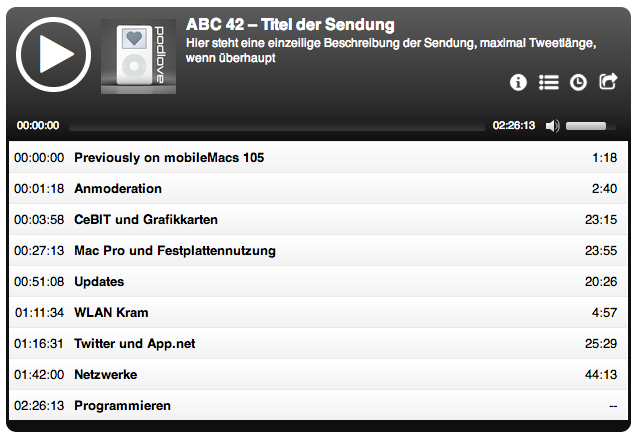 podlove
ABC 42 – Titel der Sendung
Hier steht eine einzeilige Beschreibung der Sendung, maximal Tweetlänge,
wenn überhaupt
00:00:00 02:26:13
00:00:00 Previously on mobileMacs 105 1:18
00:01:18 Anmoderation 2:40
00:03:58 CeBIT und Grafikkarten 23:15
00:27:13 Mac Pro und Festplattennutzung 23:55
00:51:08 Updates 20:26
01:11:34 WLAN Kram 4:57
01:16:31 Twitter und App.net 25:29
01:42:00 Netzwerke 44:13
02:26:13 Programmieren --